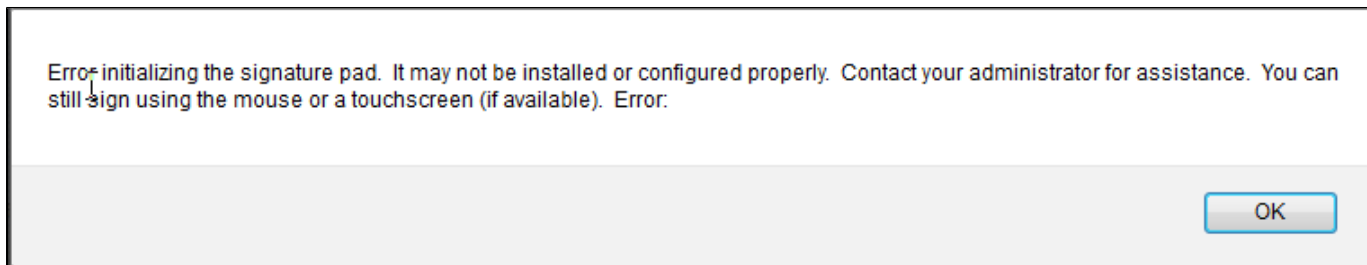 Error initializing the signature pad.  It may not be installed or configured properly.  Contact your administrator for assistance.  You can
still sign using the mouse or a touchscreen (if available).  Error:
OK